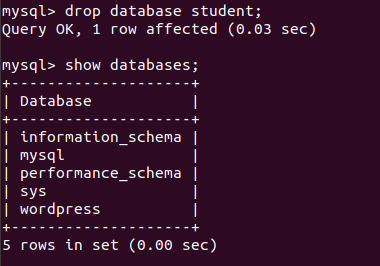 mysql> drop database student;
Query OK, 1 row affected (0.03 sec)

mysql> show databases;
+--------------------+
| Database           |
+--------------------+
| information_schema |
| mysql              |
| performance_schema |
| sys                |
| wordpress          |
+--------------------+
5 rows in set (0.00 sec)